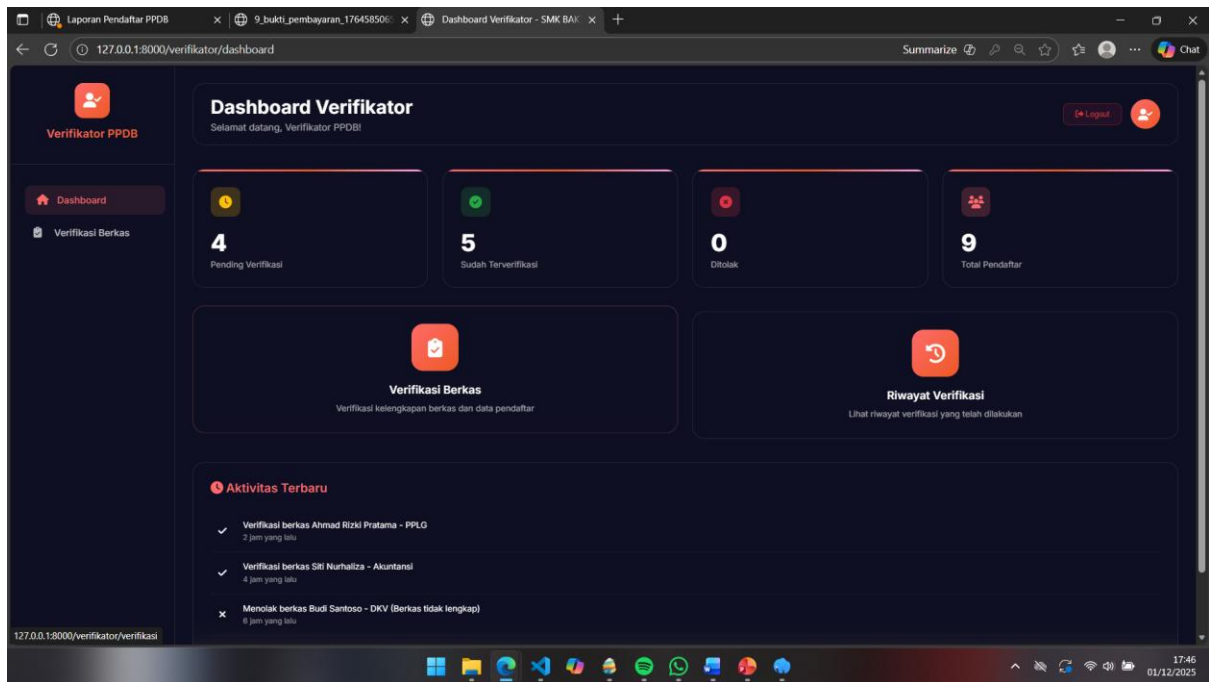 Laporan Pendaftar PPDB
9_bukti_pembayaran_176458506
Dashboard Verifikator - SMK BAK
127.0.0.1:8000/verifikator/dashboard
Summarize
Chat
Verifikator PPDB
Dashboard
Verifikasi Berkas
Dashboard Verifikator
Selamat datang, Verifikator PPDB!
Logout
4
Pending Verifikasi
5
Sudah Terverifikasi
0
Ditolak
9
Total Pendaftar
Verifikasi Berkas
Verifikasi kelengkapan berkas dan data pendaftar
Riwayat Verifikasi
Lihat riwayat verifikasi yang telah dilakukan
Aktivitas Terbaru
Verifikasi berkas Ahmad Rizki Pratama - PPLG
2 jam yang lalu
Verifikasi berkas Siti Nurhaliza - Akuntansi
4 jam yang lalu
Menolak berkas Budi Santoso - DKV (Berkas tidak lengkap)
6 jam yang lalu
127.0.0.1:8000/verifikator/verifikasi
17:46
01/12/2025